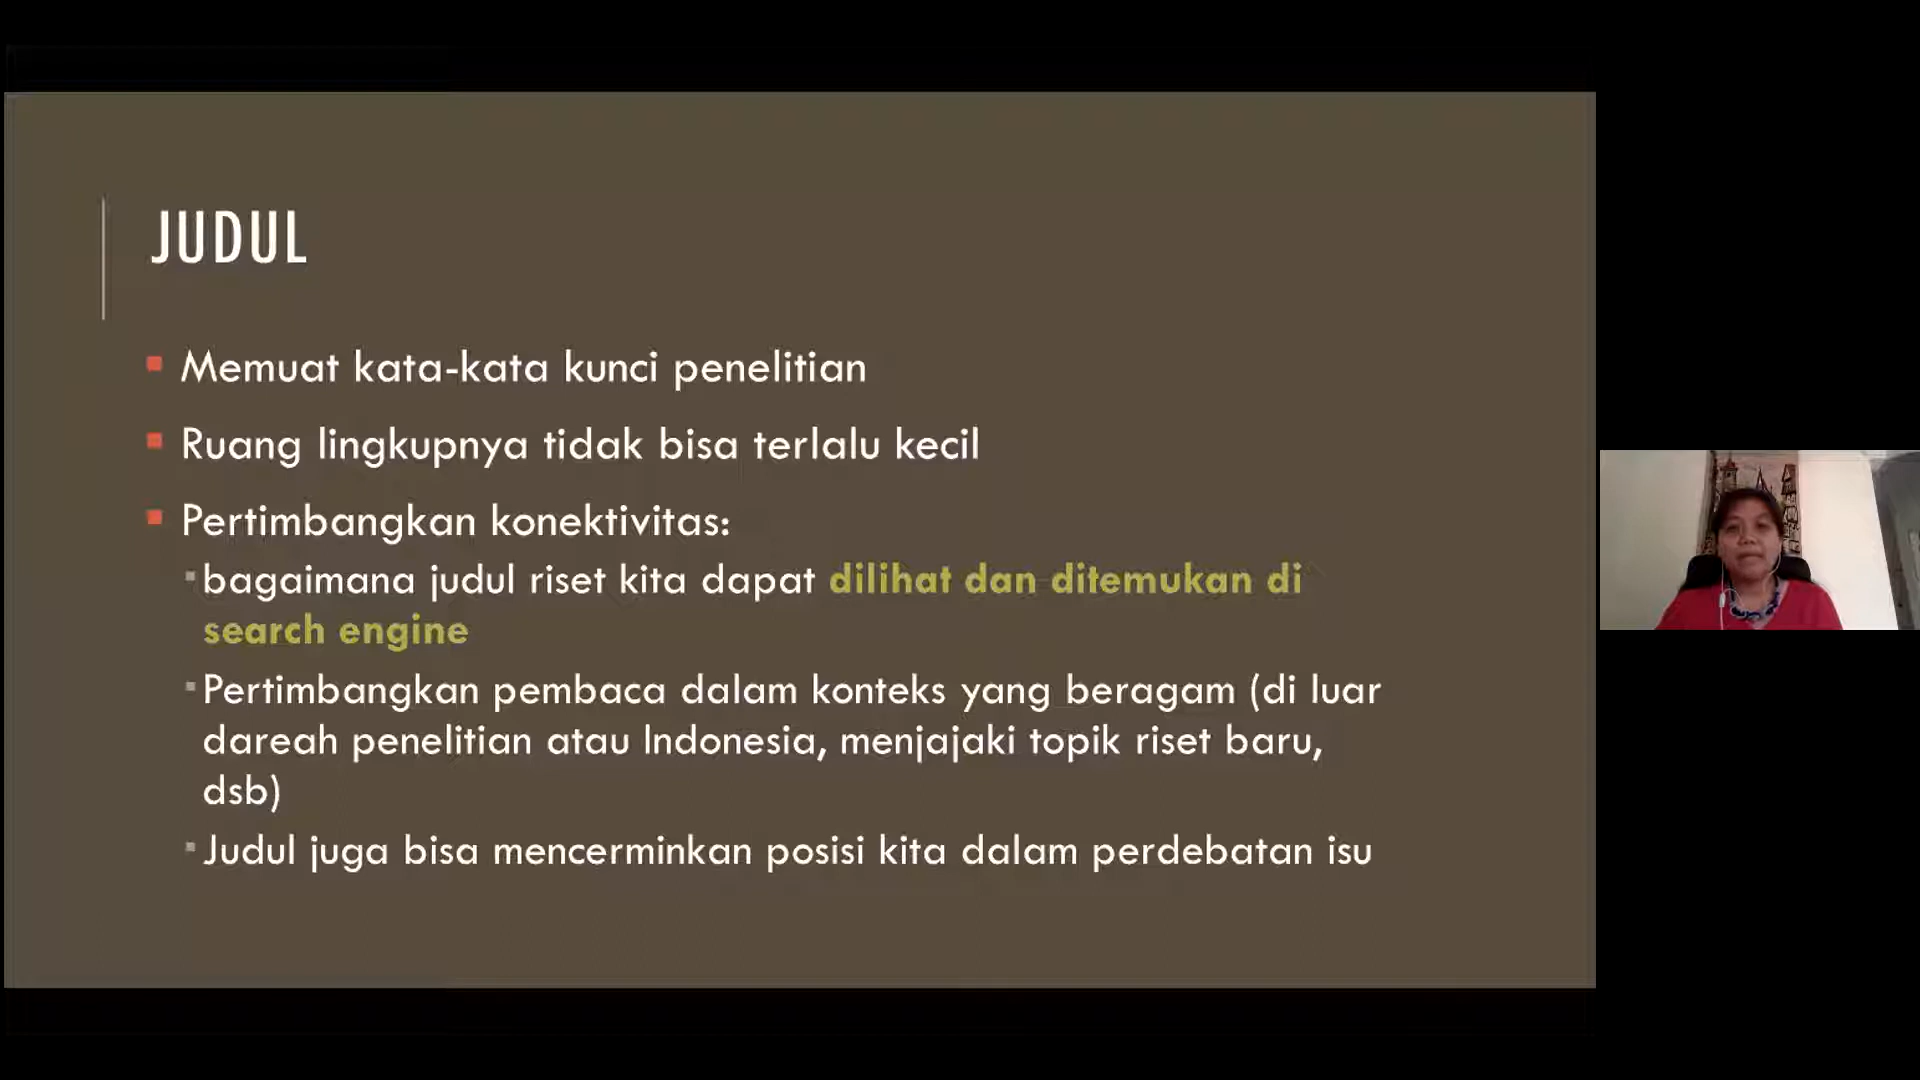 JUDUL
Memuat kata-kata kunci penelitian
Ruang lingkupnya tidak bisa terlalu kecil
Pertimbangkan konektivitas:
bagaimana judul riset kita dapat dilihat dan ditemukan di
search engine
Pertimbangkan pembaca dalam konteks yang beragam (di luar
dareah penelitian atau Indonesia, menjajaki topik riset baru,
dsb)
Judul juga bisa mencerminkan posisi kita dalam perdebatan isu